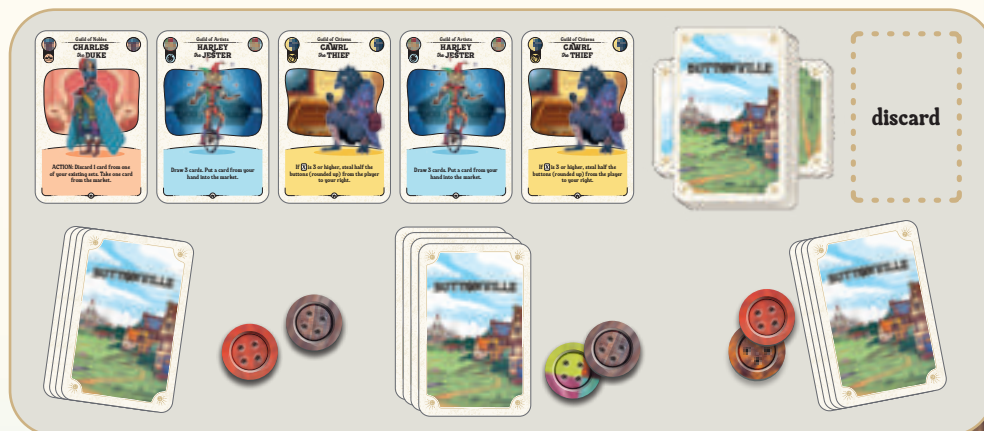 Guild of Nobles
CHARLES
the DUKE
ACTION: Discard 1 card from one
of your existing sets. Take one card
from the market.
Guild of Artists
HARLEY
the JESTER
Draw 3 cards. Put a card from your
hand into the market.
Guild of Citizens
CAWRL
the THIEF
is 3 or higher, steal half the
buttons (rounded up) from the player
to your right.
Guild of Artists
HARLEY
the JESTER
Draw 3 cards. Put a card from your
hand into the market.
Guild of Citizens
CAWRL
the THIEF
If is 3 or higher, steal half the
buttons (rounded up) from the player
to your right.
BUTTONVILLE
discard
BUTTONVILLE
BUTTONVILLE
BUTTONVILLE